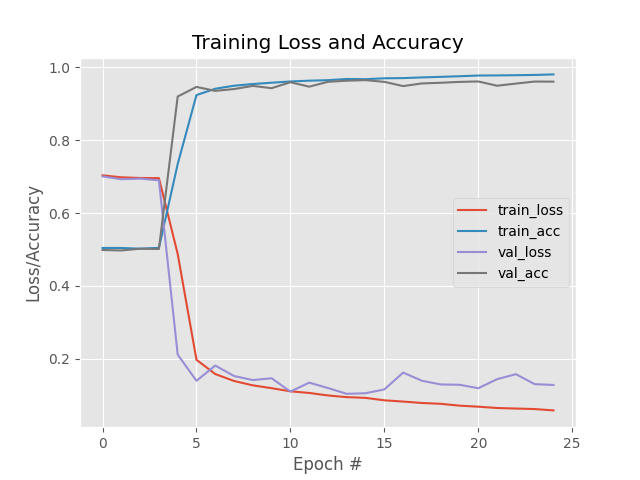 Training Loss and Accuracy
1.0
0.8
0.6
0.4
0.2
Loss/Accuracy
train_loss
train_acc
val_loss
val_acc
0 5 10 15 20 25
Epoch #